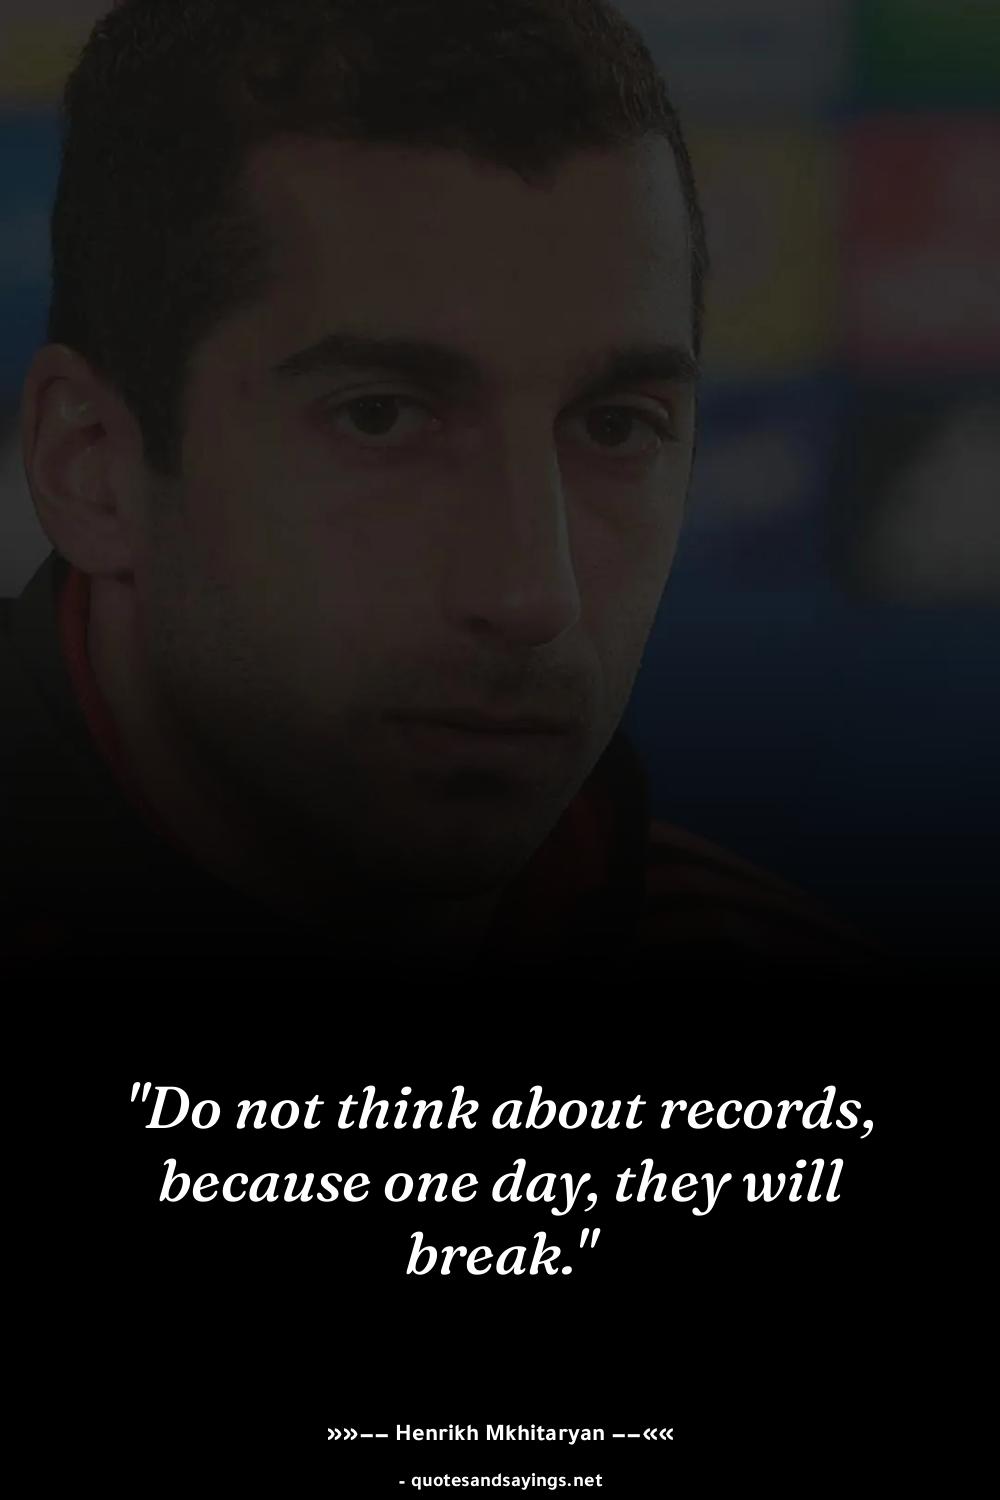 "Do not think about records,
because one day, they will
break."
»»−− Henrikh Mkhitaryan −−««
- quotesandsayings.net